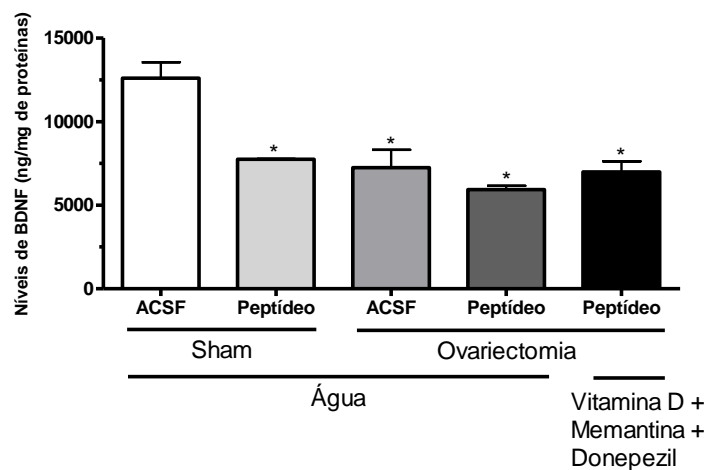 Níveis de BDNF (ng/mg de proteínas)
15000
10000
5000
0
*
*
*
*
ACSF
Peptídeo
ACSF
Peptídeo
Peptídeo
Sham
Ovariectomia
Água
Vitamina D +
Memantina +
Donepezil